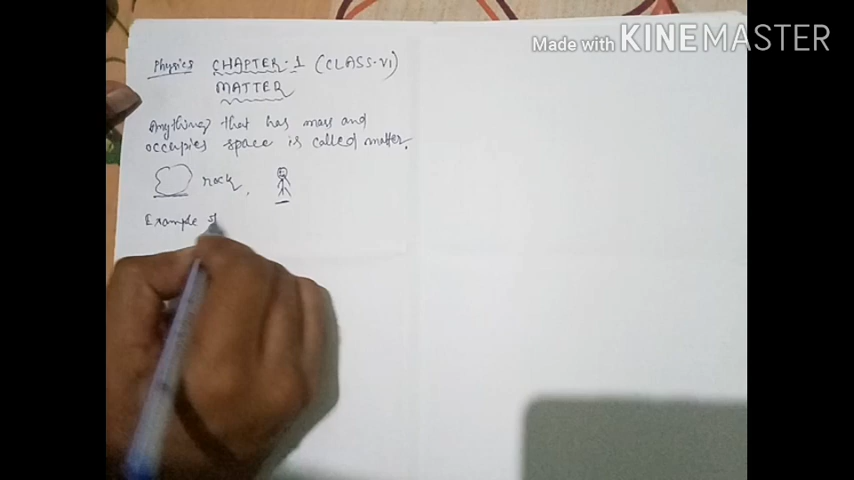 Made with KINEMASTER
Physics CHAPTER-1 (CLASS-VI)
MATTER
Anything that has mass and
occupies space is called matter.
rock,
Example